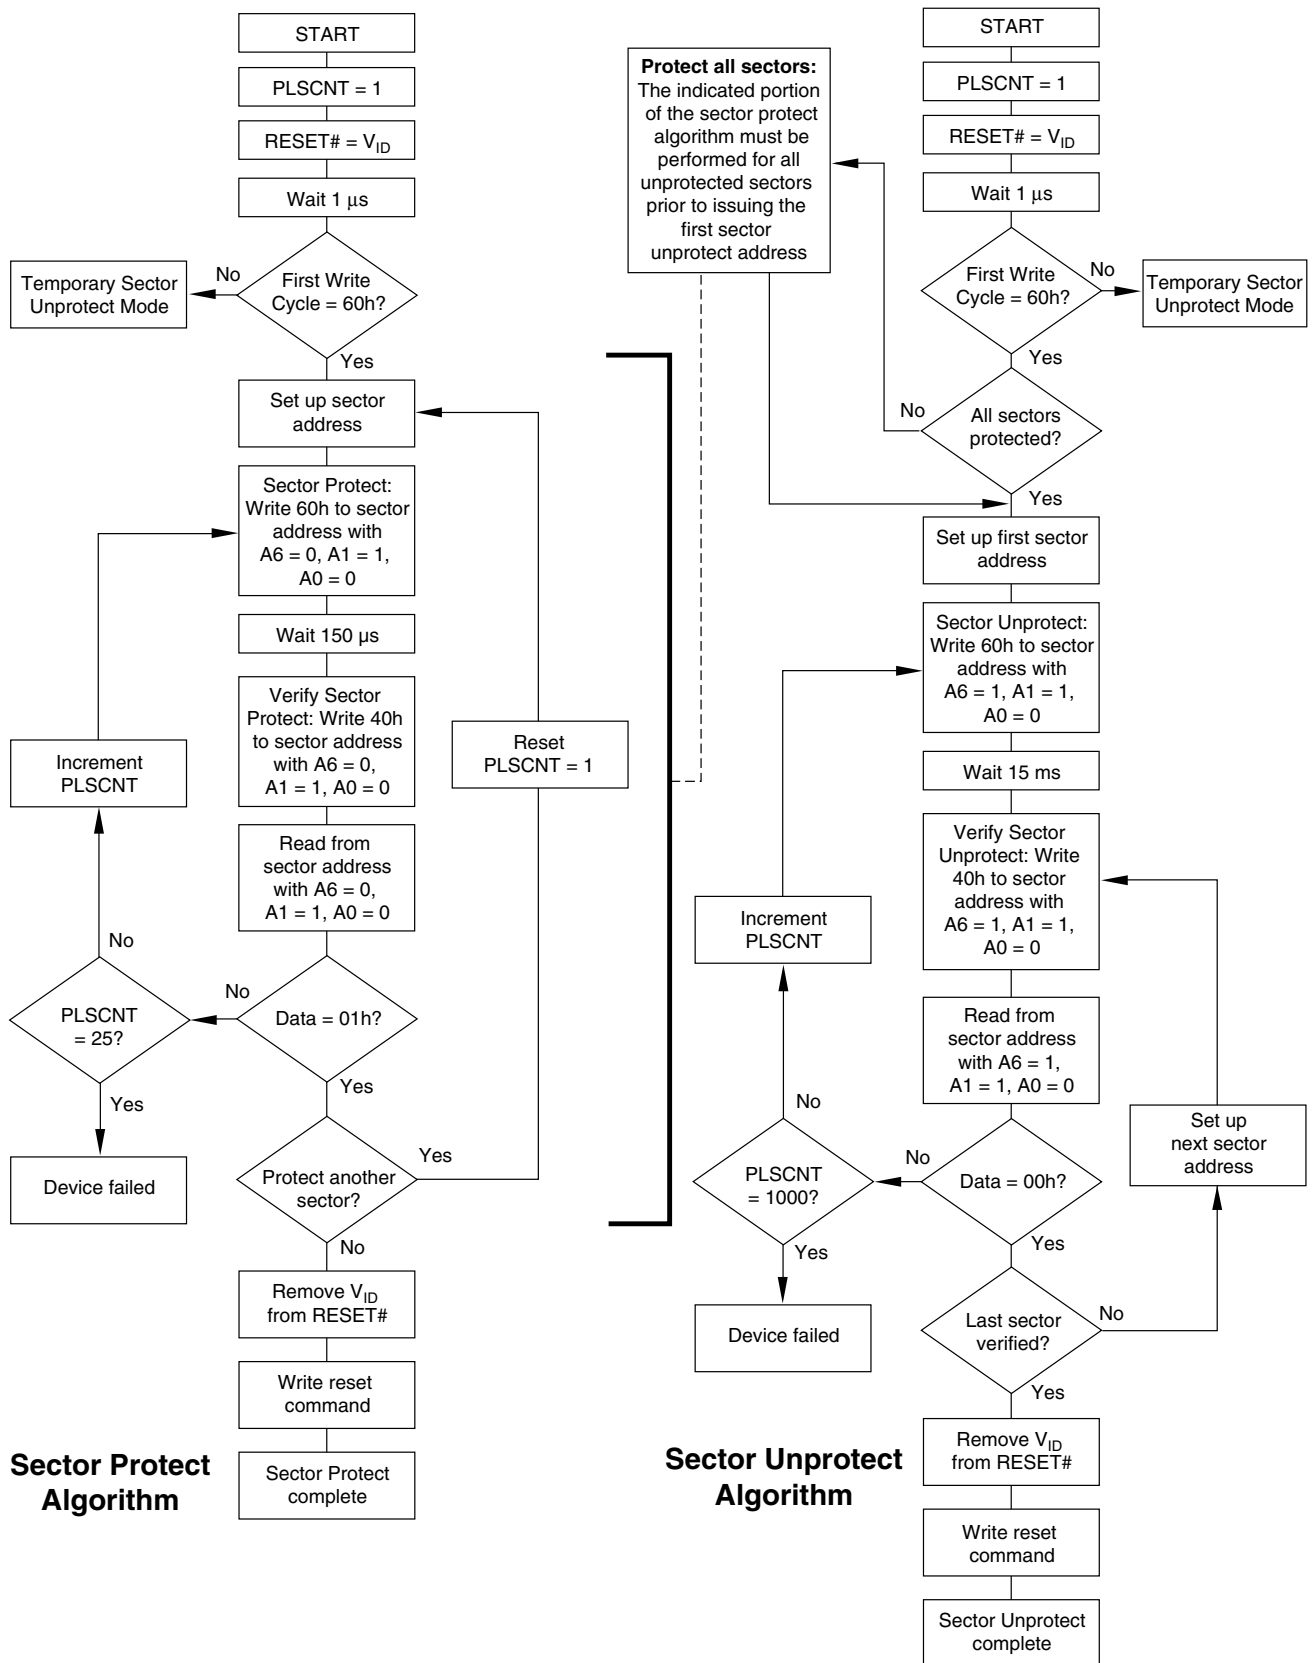 START
PLSCNT = 1
RESET# = VID
Wait 1 μs
First Write
Cycle = 60h?
No
Temporary Sector
Unprotect Mode
Yes
Set up sector
address
Sector Protect:
Write 60h to sector
address with
A6 = 0, A1 = 1,
A0 = 0
Wait 150 µs
Verify Sector
Protect: Write 40h
to sector address
with A6 = 0,
A1 = 1, A0 = 0
Read from
sector address
with A6 = 0,
A1 = 1, A0 = 0
Data = 01h?
No
PLSCNT
= 25?
No
Increment
PLSCNT
Yes
Device failed
Yes
Protect another
sector?
Yes
Reset
PLSCNT = 1
No
Remove VID
from RESET#
Write reset
command
Sector Protect
complete
Sector Protect
Algorithm
Protect all sectors:
The indicated portion
of the sector protect
algorithm must be
performed for all
unprotected sectors
prior to issuing the
first sector
unprotect address
START
PLSCNT = 1
RESET# = VID
Wait 1 μs
First Write
Cycle = 60h?
No
Temporary Sector
Unprotect Mode
Yes
All sectors
protected?
No
Yes
Set up first sector
address
Sector Unprotect:
Write 60h to sector
address with
A6 = 1, A1 = 1,
A0 = 0
Wait 15 ms
Verify Sector
Unprotect: Write
40h to sector
address with
A6 = 1, A1 = 1,
A0 = 0
Read from
sector address
with A6 = 1,
A1 = 1, A0 = 0
Data = 00h?
No
PLSCNT
= 1000?
No
Increment
PLSCNT
Yes
Device failed
Yes
Last sector
verified?
No
Set up
next sector
address
Yes
Remove VID
from RESET#
Write reset
command
Sector Unprotect
complete
Sector Unprotect
Algorithm